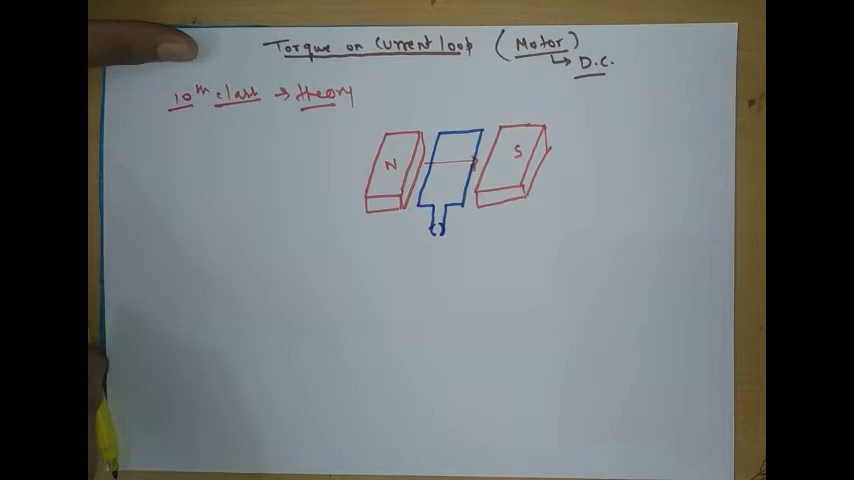 Torque on current loop (Motor)
→ D.C.
10th class → theory
N
S